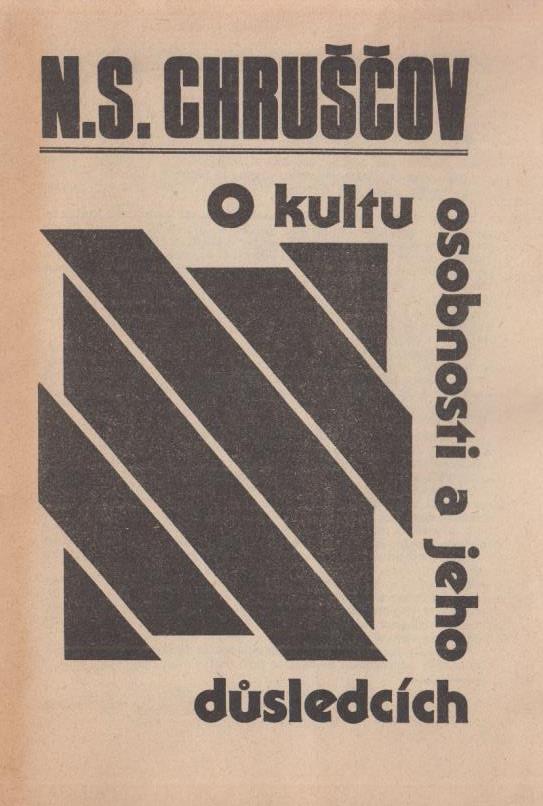 N.S. CHRUŠČOV
O kultu
osobnosti a jeho
důsledcích